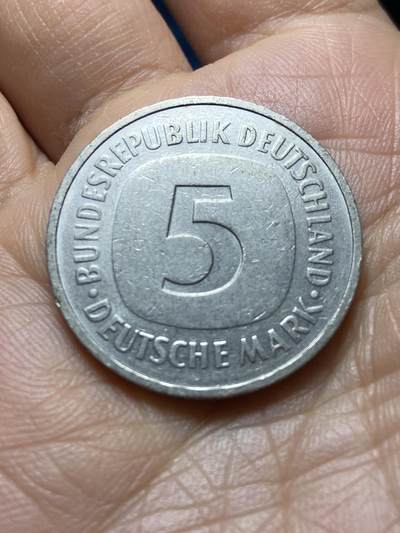 BUNDESREPUBLIK DEUTSCHLAND
5
DEUTSCHE MARK